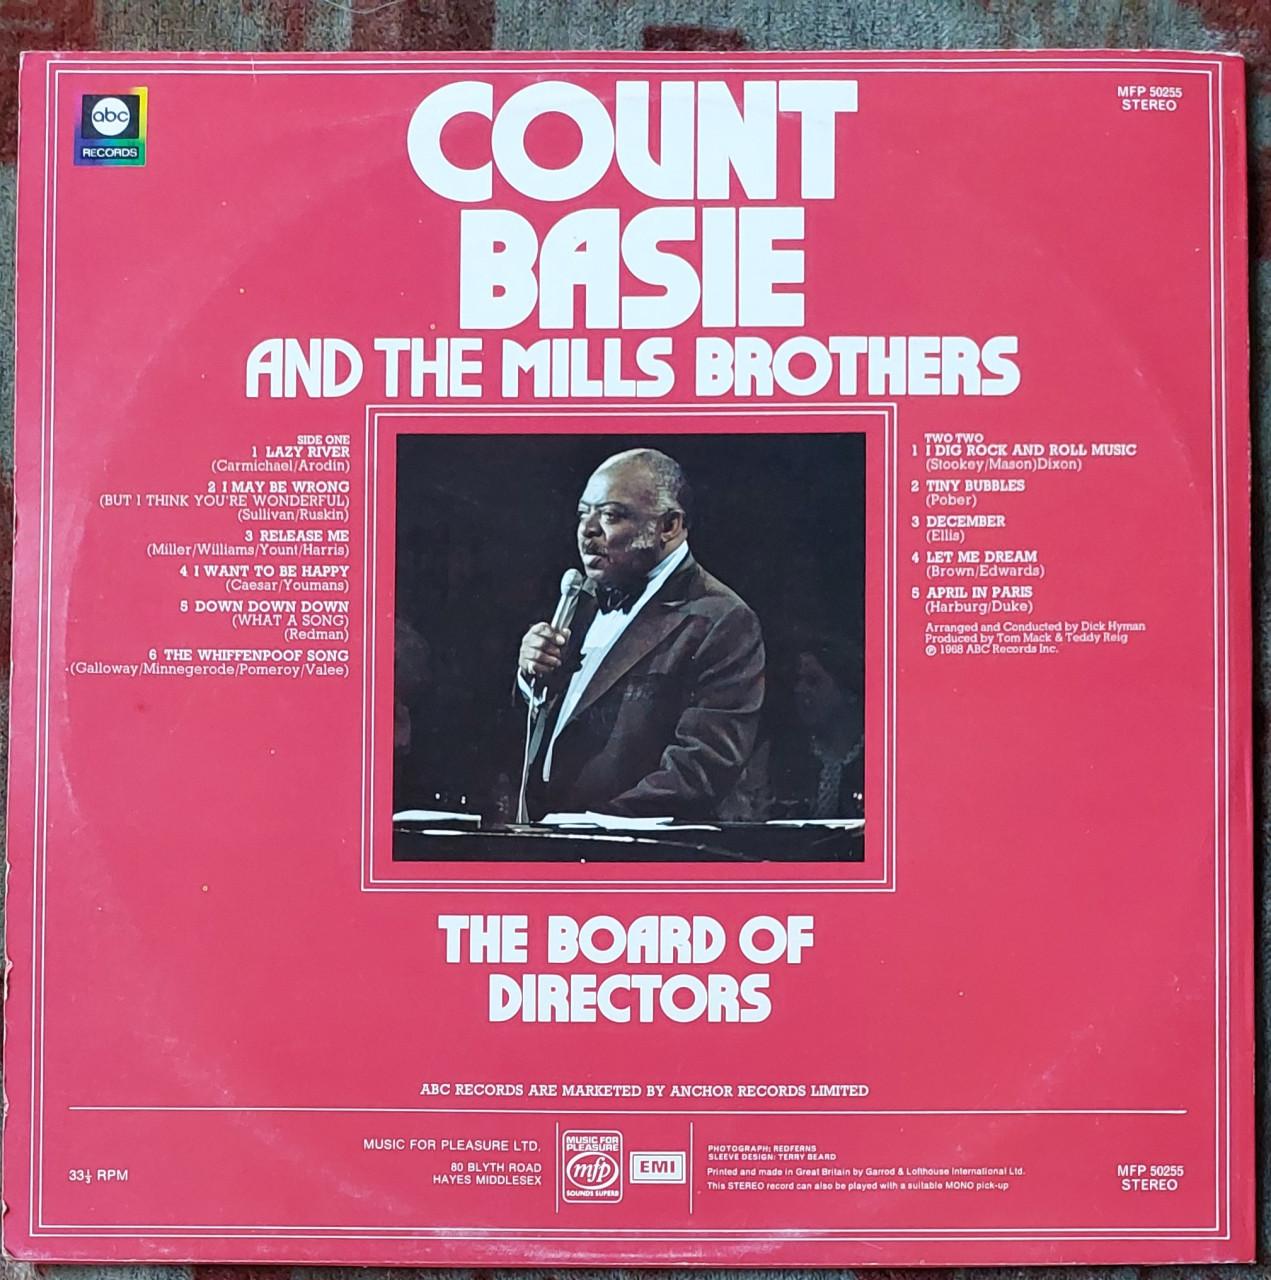 abc
RECORDS
MFP 50255
STEREO
COUNT
BASIE
AND THE MILLS BROTHERS
SIDE ONE
1 LAZY RIVER
(Carmichael/Arodin)
2 I MAY BE WRONG
(BUT I THINK YOU'RE WONDERFUL)
(Sullivan/Ruskin)
3 RELEASE ME
(Miller/Williams/Yount/Harris)
4 I WANT TO BE HAPPY
(Caesar/Youmans)
5 DOWN DOWN DOWN
(WHAT A SONG)
(Redman)
6 THE WHIFFENPOOF SONG
(Galloway/Minnegerode/Pomeroy/Valee)
TWO TWO
1 I DIG ROCK AND ROLL MUSIC
(Stookey/Mason)Dixon)
2 TINY BUBBLES
(Pober)
3 DECEMBER
(Ellis)
4 LET ME DREAM
(Brown/Edwards)
5 APRIL IN PARIS
(Harburg/Duke)
Arranged and Conducted by Dick Hyman
Produced by Tom Mack & Teddy Reig
℗ 1968 ABC Records Inc.
THE BOARD OF
DIRECTORS
ABC RECORDS ARE MARKETED BY ANCHOR RECORDS LIMITED
33⅓ RPM
MUSIC FOR PLEASURE LTD.
80 BLYTH ROAD
HAYES MIDDLESEX
MUSIC FOR
PLEASURE
mfp
SOUNDS SUPERB
EMI
PHOTOGRAPH: REDFERNS
SLEEVE DESIGN: TERRY BEARD
Printed and made in Great Britain by Garrod & Lofthouse International Ltd.
This STEREO record can also be played with a suitable MONO pick-up
MFP 50255
STEREO